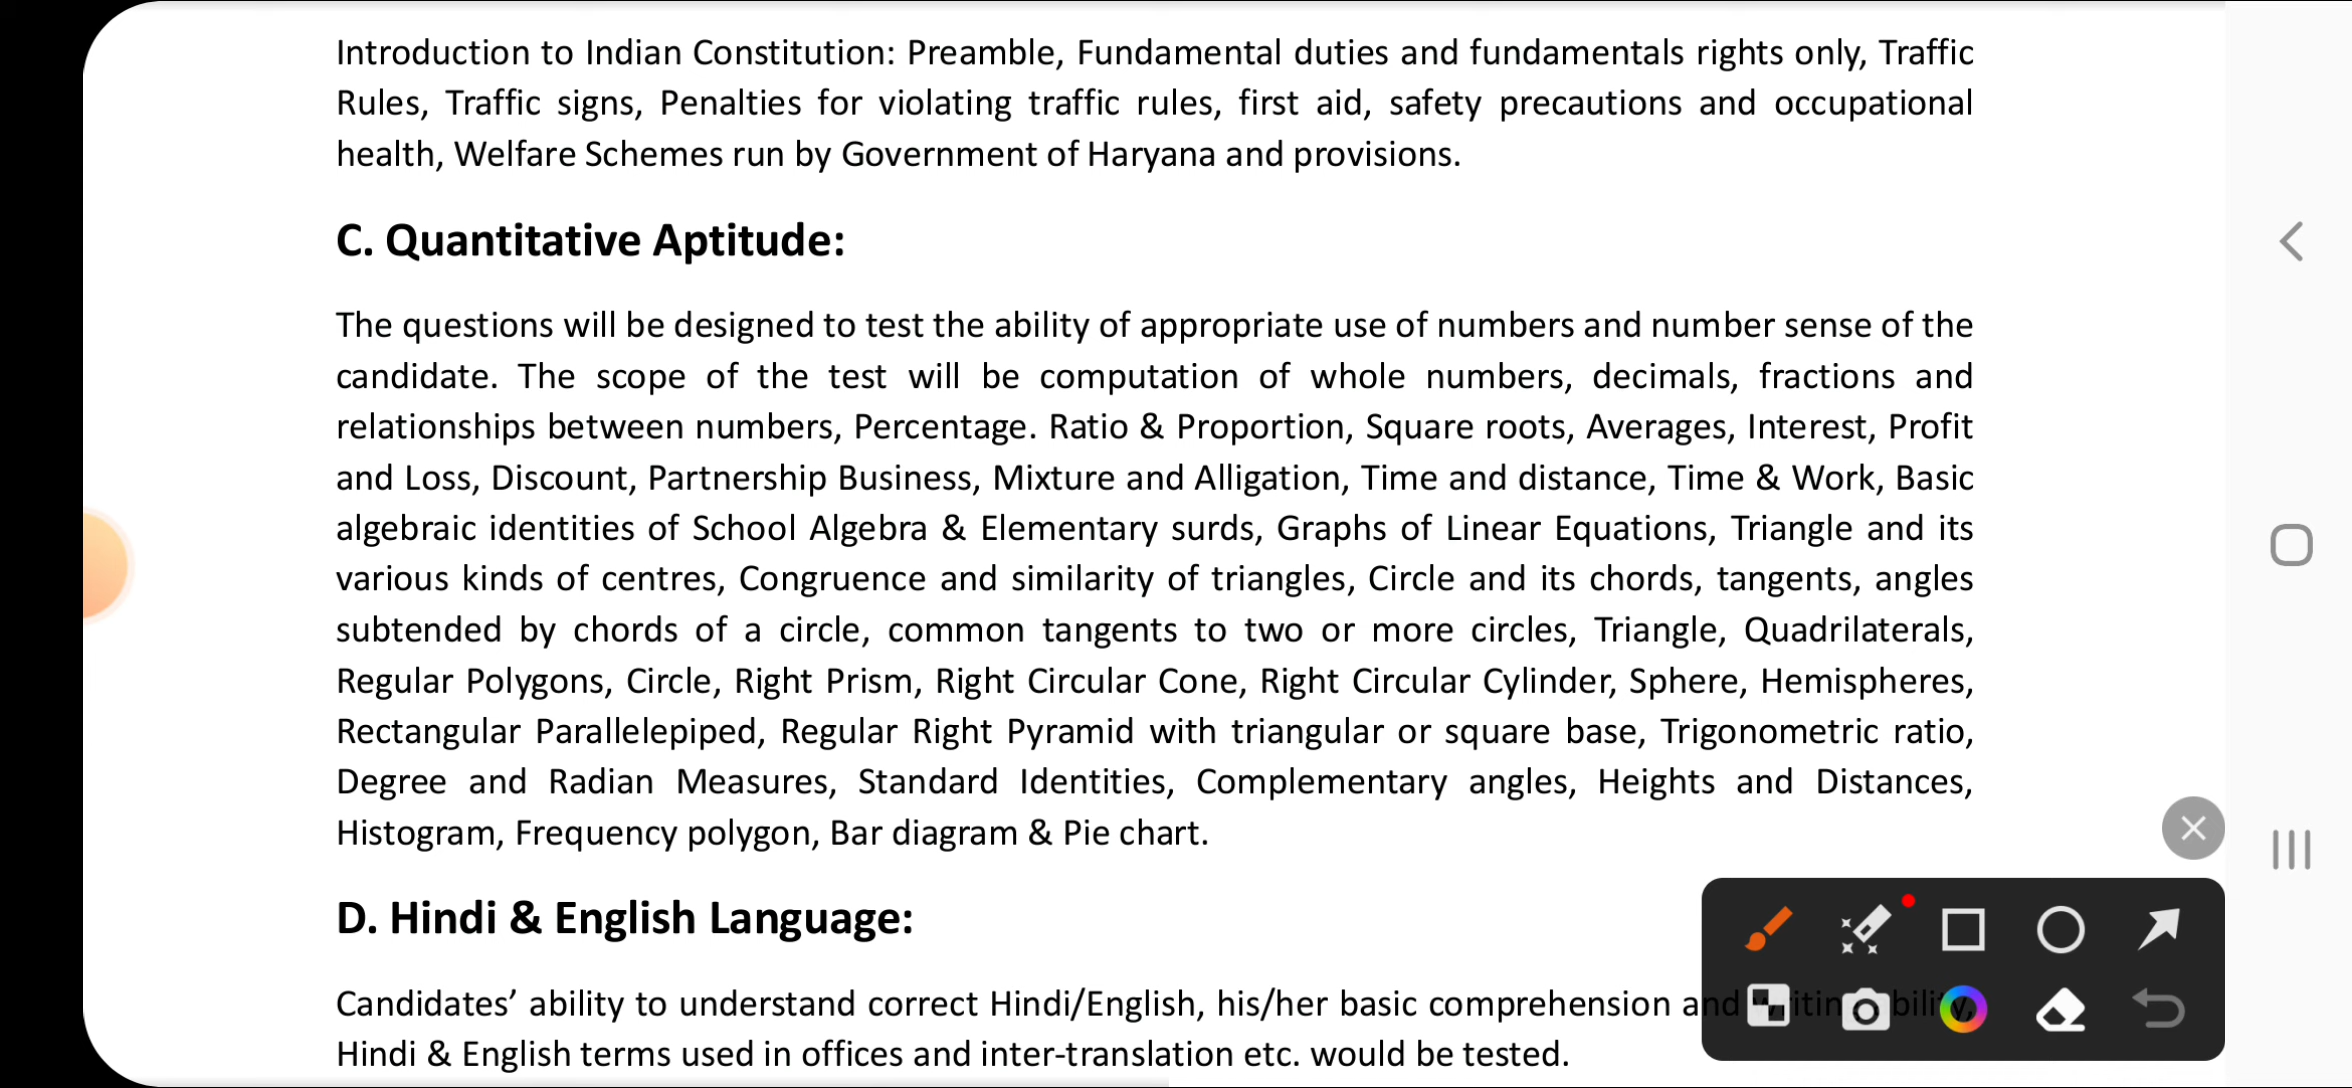 Introduction to Indian Constitution: Preamble, Fundamental duties and fundamentals rights only, Traffic
Rules, Traffic signs, Penalties for violating traffic rules, first aid, safety precautions and occupational
health, Welfare Schemes run by Government of Haryana and provisions.
C. Quantitative Aptitude:
The questions will be designed to test the ability of appropriate use of numbers and number sense of the
candidate. The scope of the test will be computation of whole numbers, decimals, fractions and
relationships between numbers, Percentage. Ratio & Proportion, Square roots, Averages, Interest, Profit
and Loss, Discount, Partnership Business, Mixture and Alligation, Time and distance, Time & Work, Basic
algebraic identities of School Algebra & Elementary surds, Graphs of Linear Equations, Triangle and its
various kinds of centres, Congruence and similarity of triangles, Circle and its chords, tangents, angles
subtended by chords of a circle, common tangents to two or more circles, Triangle, Quadrilaterals,
Regular Polygons, Circle, Right Prism, Right Circular Cone, Right Circular Cylinder, Sphere, Hemispheres,
Rectangular Parallelepiped, Regular Right Pyramid with triangular or square base, Trigonometric ratio,
Degree and Radian Measures, Standard Identities, Complementary angles, Heights and Distances,
Histogram, Frequency polygon, Bar diagram & Pie chart.
D. Hindi & English Language:
Candidates’ ability to understand correct Hindi/English, his/her basic comprehension and
Hindi & English terms used in offices and inter-translation etc. would be tested.